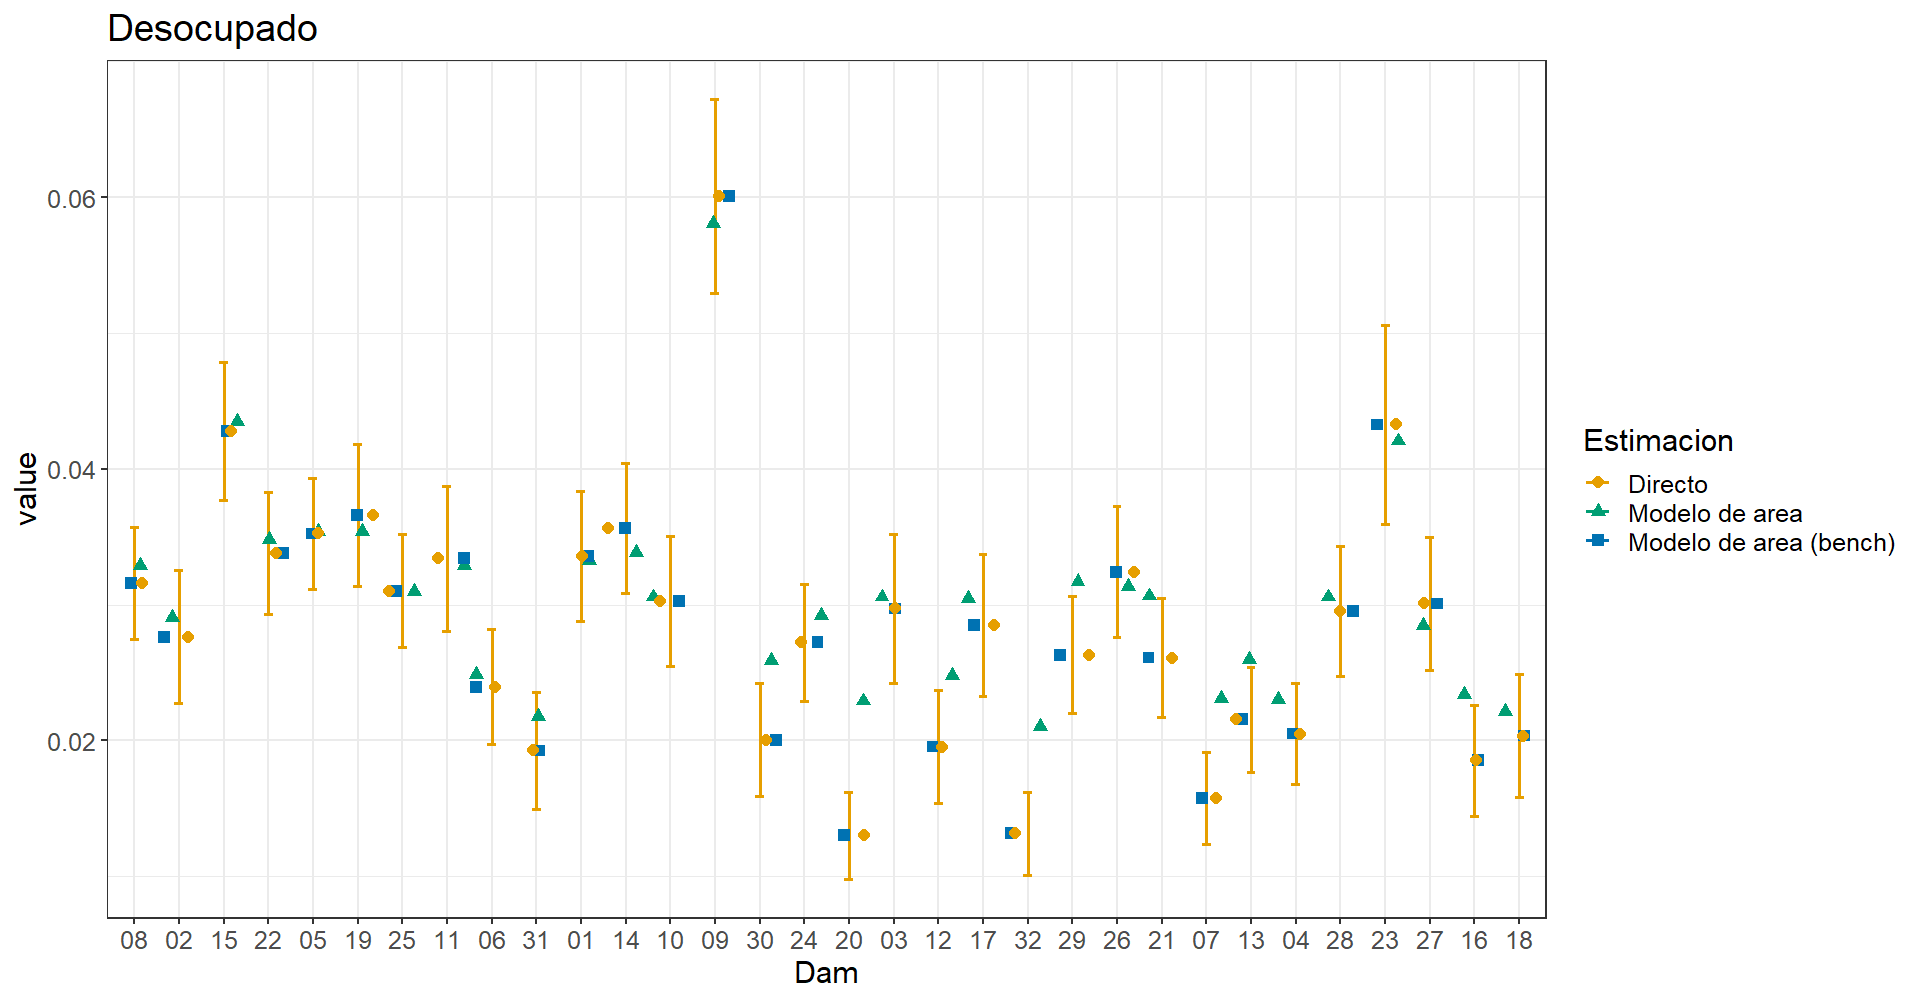 Desocupado
value
0.06
0.04
0.02
08 02 15 22 05 19 25 11 06 31 01 14 10 09 30 24 20 03 12 17 32 29 26 21 07 13 04 28 23 27 16 18
Dam
Estimacion
Directo
Modelo de area
Modelo de area (bench)